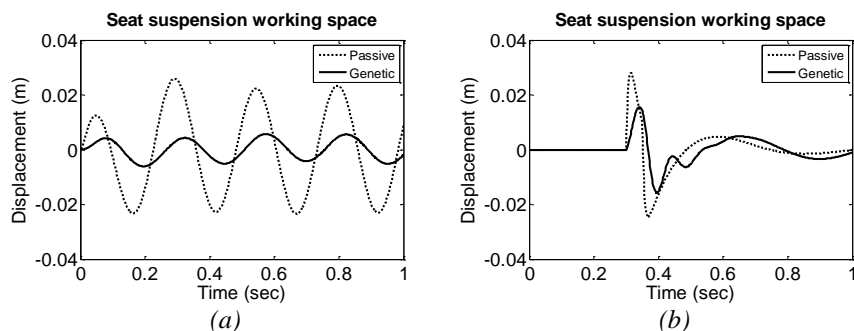 Seat suspension working space
Displacement (m)
0.04
0.02
0
-0.02
-0.04
0 0.2 0.4 0.6 0.8 1
Time (sec)
Passive
Genetic
(a)
Seat suspension working space
Displacement (m)
0.04
0.02
0
-0.02
-0.04
0 0.2 0.4 0.6 0.8 1
Time (sec)
Passive
Genetic
(b)